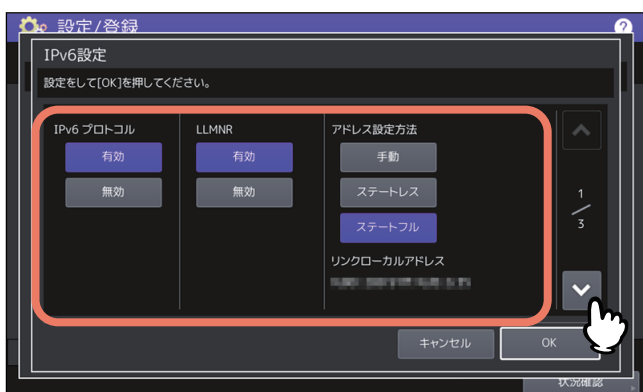 設定/登録
?
IPv6設定
設定をして[OK]を押してください。
IPv6 プロトコル
有効
無効
LLMNR
有効
無効
アドレス設定方法
手動
ステートレス
ステートフル
リンクローカルアドレス
1
3
キャンセル
OK
状況確認